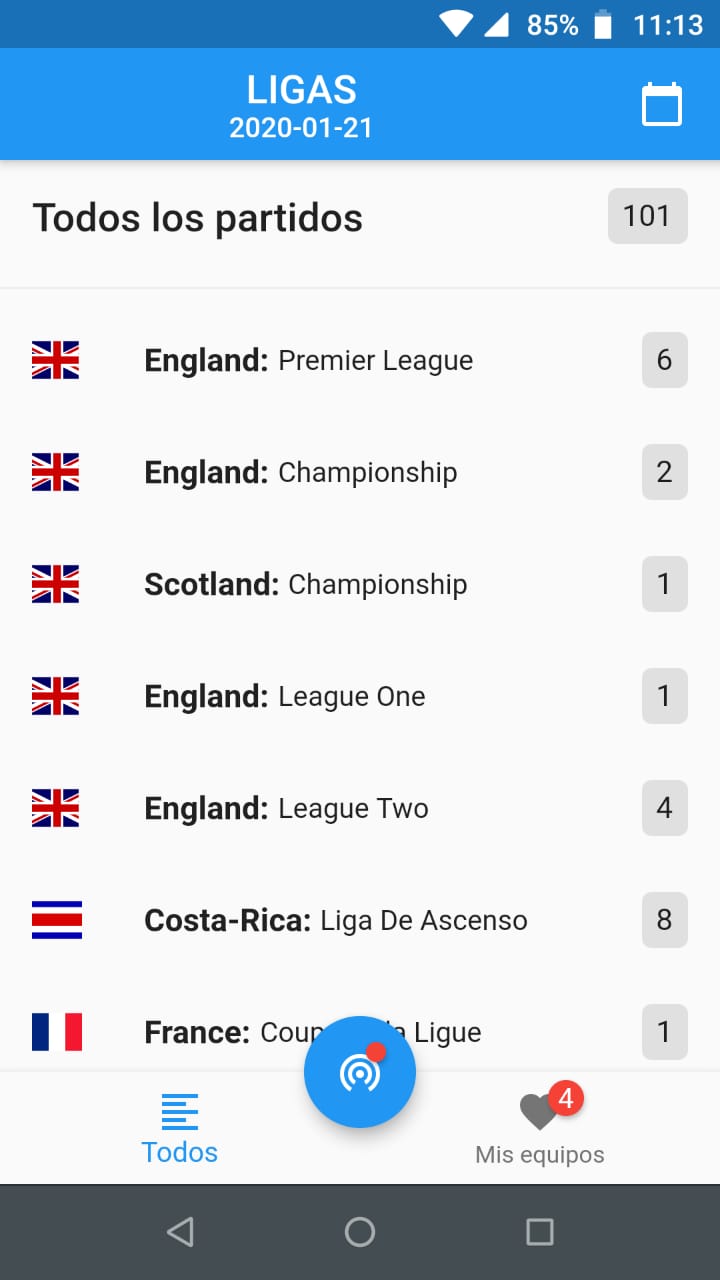 85% 11:13
LIGAS
2020-01-21
Todos los partidos 101
England: Premier League 6
England: Championship 2
Scotland: Championship 1
England: League One 1
England: League Two 4
Costa-Rica: Liga De Ascenso 8
France: Ligue 1
4
Todos Mis equipos